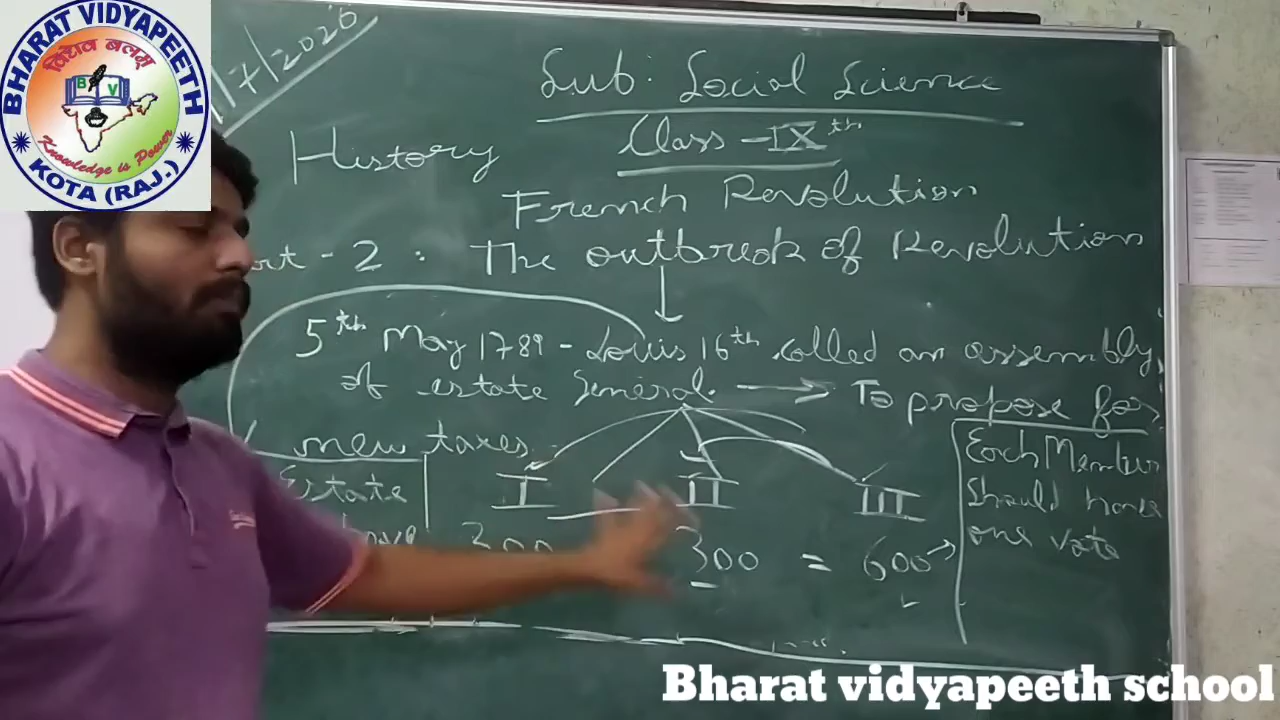 BHARAT VIDYAPEETH
विद्यैव बलम्
B V
Knowledge is Power
KOTA (RAJ.)
/7/2020
Sub: Social Science
Class - IXth
History
French Revolution
- 2 : The outbreak of Revolution
5th May 1789 - Louis 16th called an assembly
of estate General. → To propose for
new taxes
Estate
I II III
300 300 = 600 →
Each Member
Should have
one vote
Bharat vidyapeeth school